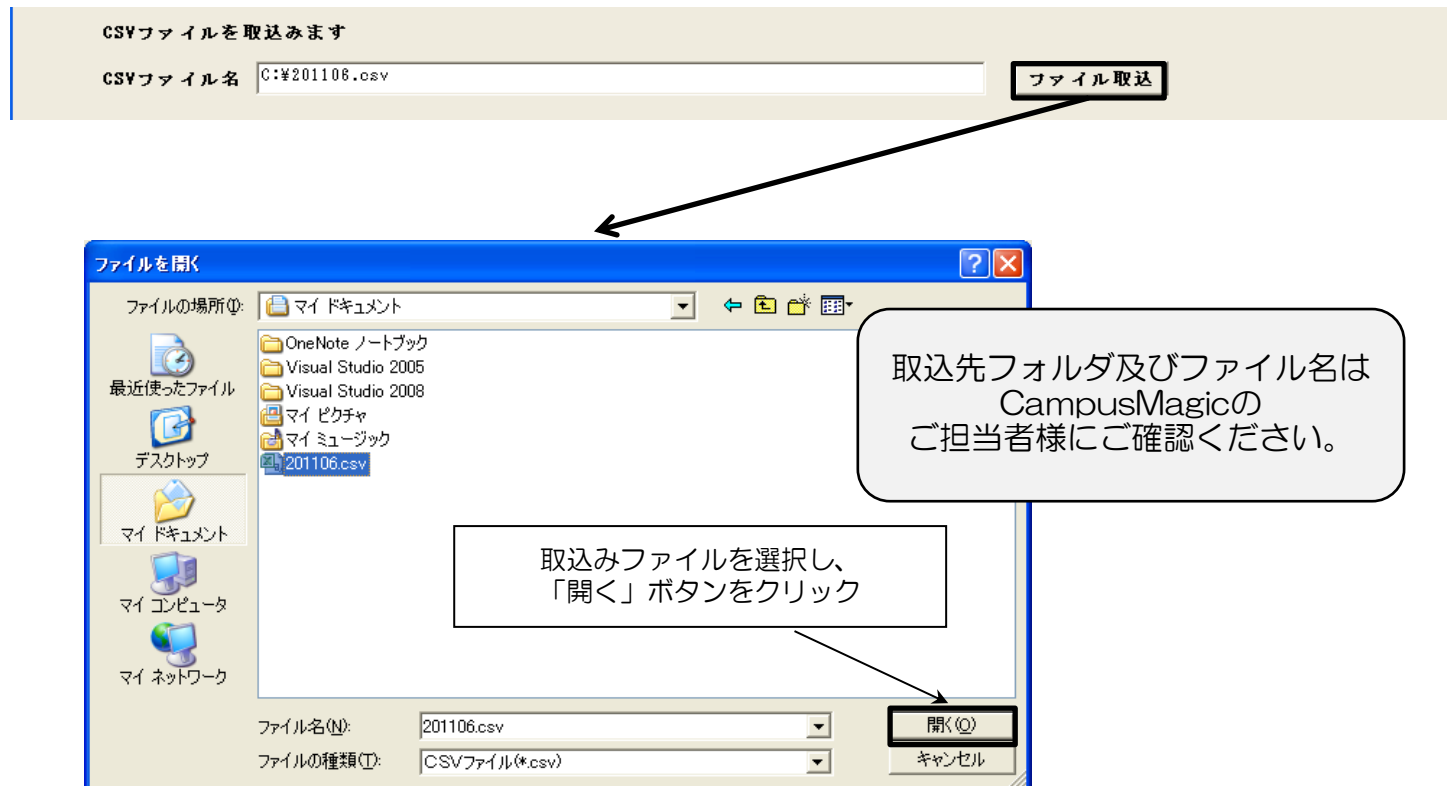 CSVファイルを取込みます
CSVファイル名 C:¥201106.csv ファイル取込
ファイルを開く
ファイルの場所(I): マイ ドキュメント
OneNote ノートブック
Visual Studio 2005
Visual Studio 2008
マイ ピクチャ
マイ ミュージック
201106.csv
最近使ったファイル
デスクトップ
マイ ドキュメント
マイ コンピュータ
マイ ネットワーク
取込先フォルダ及びファイル名は
CampusMagicの
ご担当者様にご確認ください。
取込みファイルを選択し、
「開く」ボタンをクリック
ファイル名(N): 201106.csv 開く(O)
ファイルの種類(T): CSVファイル(*.csv) キャンセル